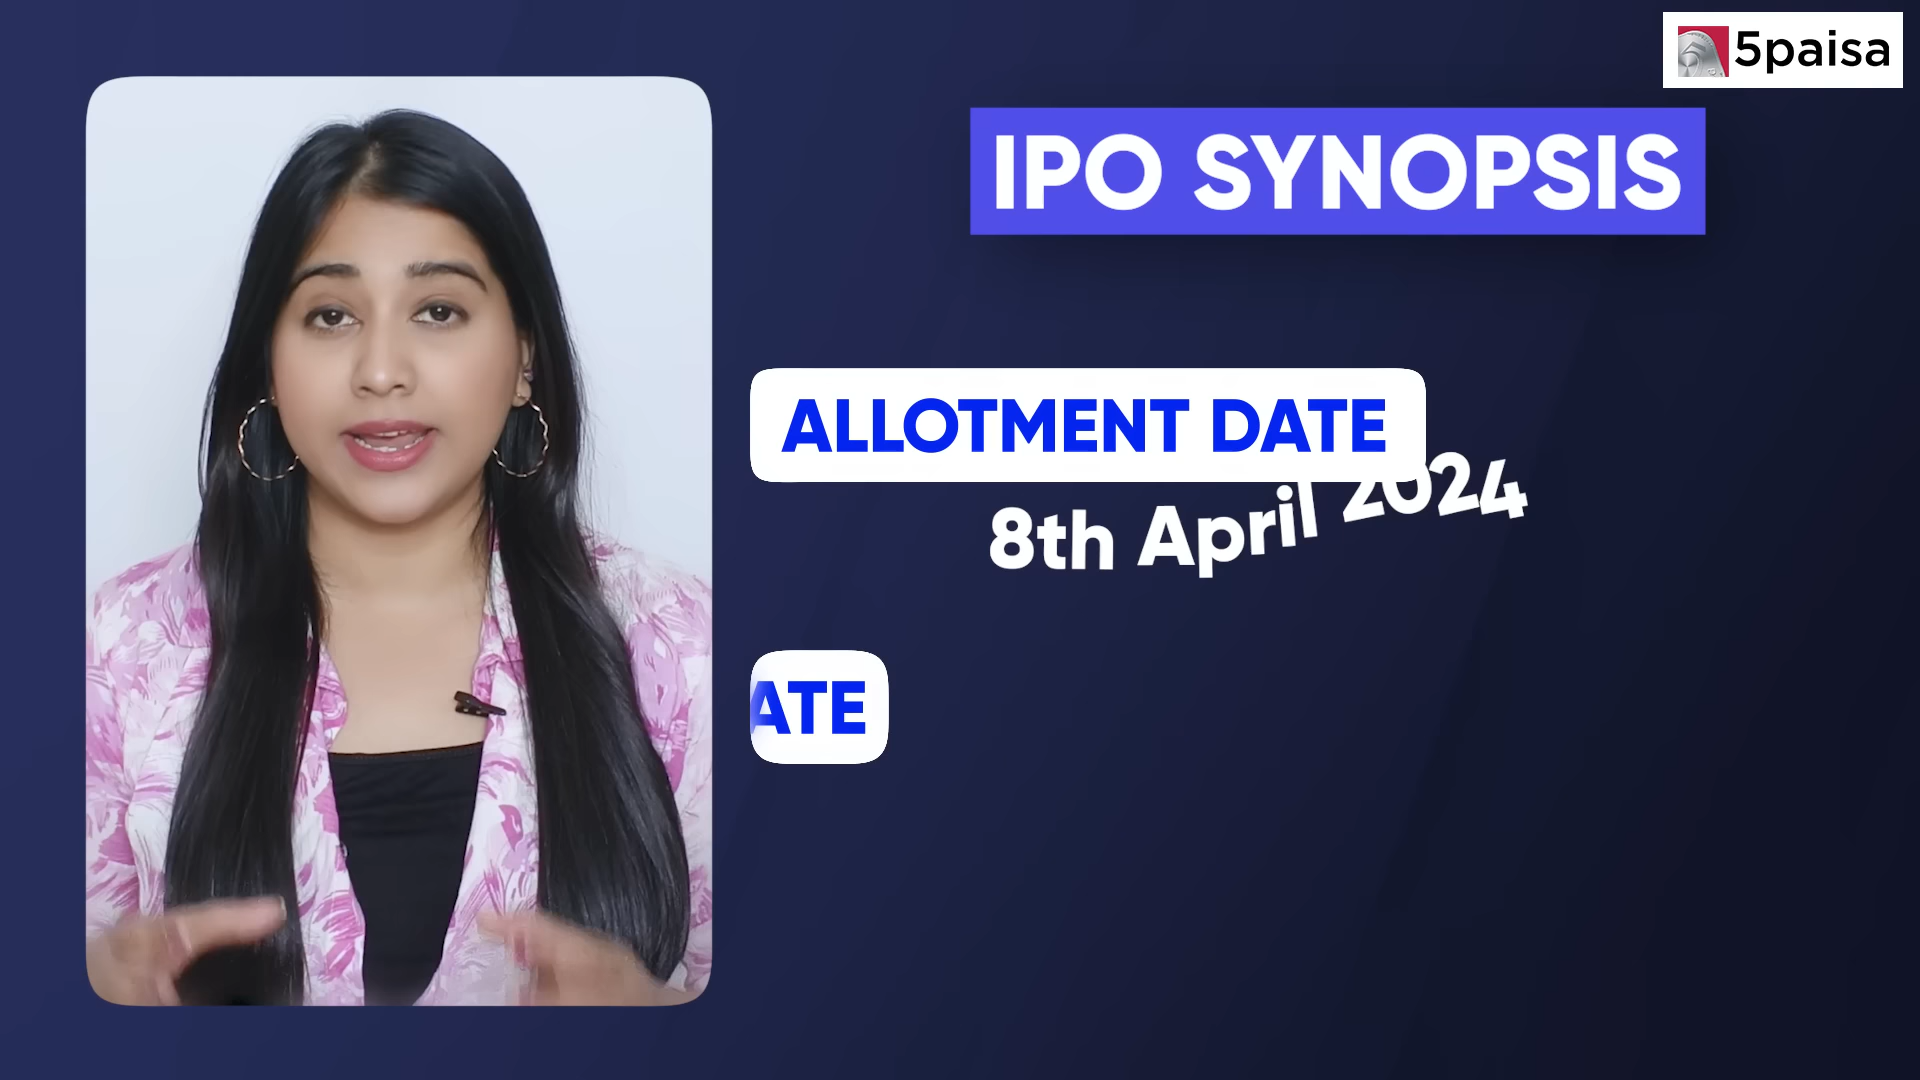 5paisa
IPO SYNOPSIS
ALLOTMENT DATE
8th April 2024
ATE